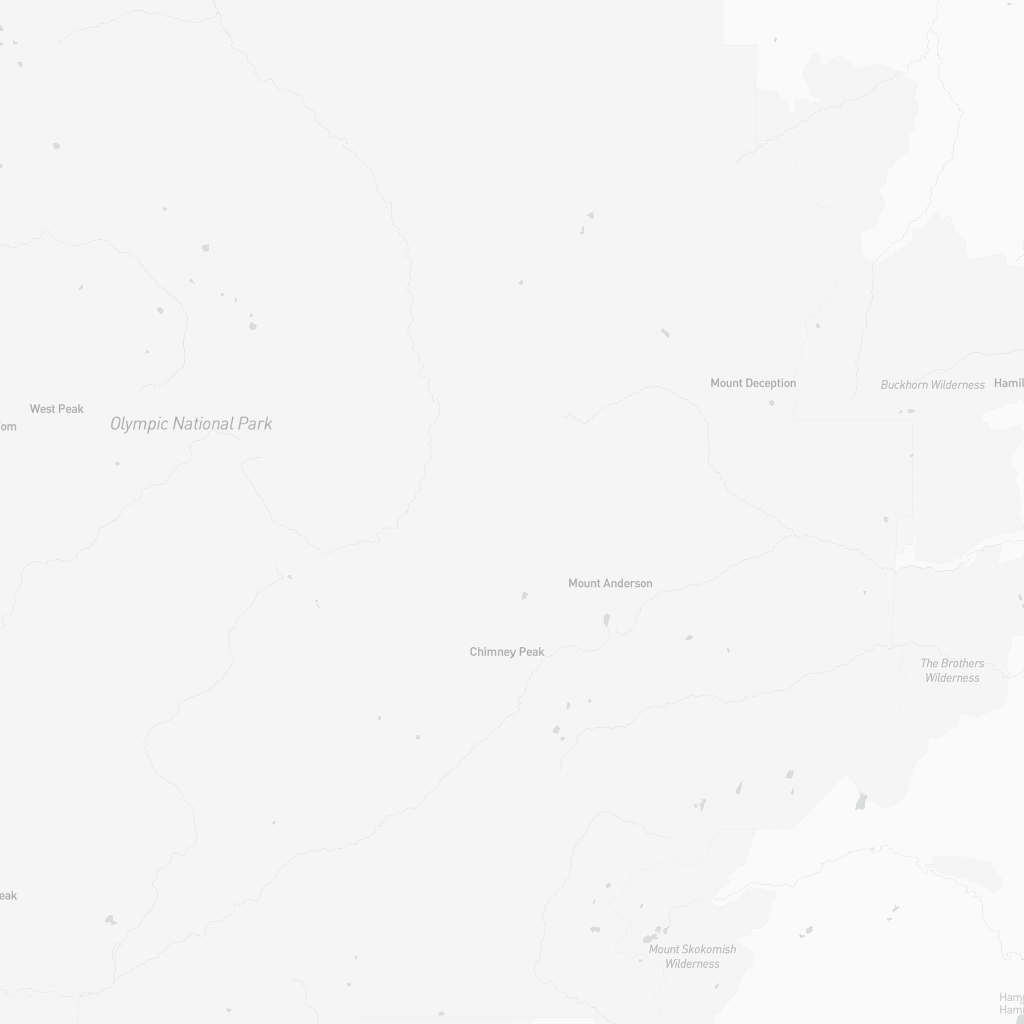 Mount Deception
Buckhorn Wilderness
Hamil
West Peak
Olympic National Park
om
Mount Anderson
Chimney Peak
The Brothers
Wilderness
eak
Mount Skokomish
Wilderness
Ham
Ham